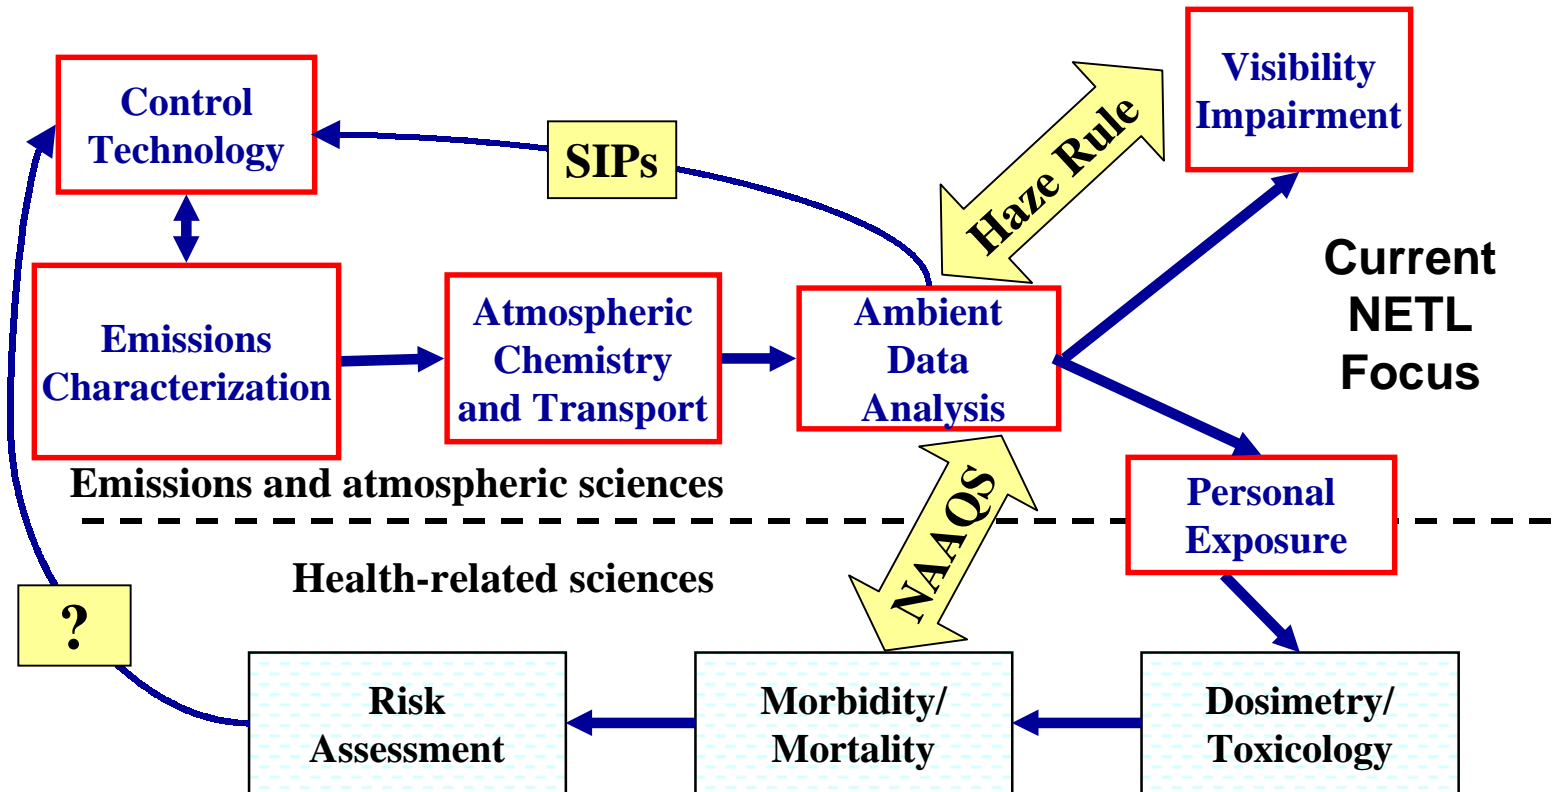 Control
Technology
SIPs
Haze Rule
Visibility
Impairment
Current
NETL
Focus
Emissions
Characterization
Atmospheric
Chemistry
and Transport
Ambient
Data
Analysis
Emissions and atmospheric sciences
Personal
Exposure
NAAQS
Health-related sciences
?
Risk
Assessment
Morbidity/
Mortality
Dosimetry/
Toxicology